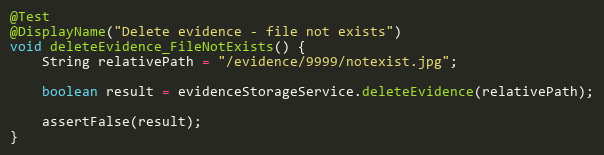 @Test
@DisplayName("Delete evidence - file not exists")
void deleteEvidence_FileNotExists() {
    String relativePath = "/evidence/9999/notexist.jpg";

    boolean result = evidenceStorageService.deleteEvidence(relativePath);

    assertFalse(result);
}